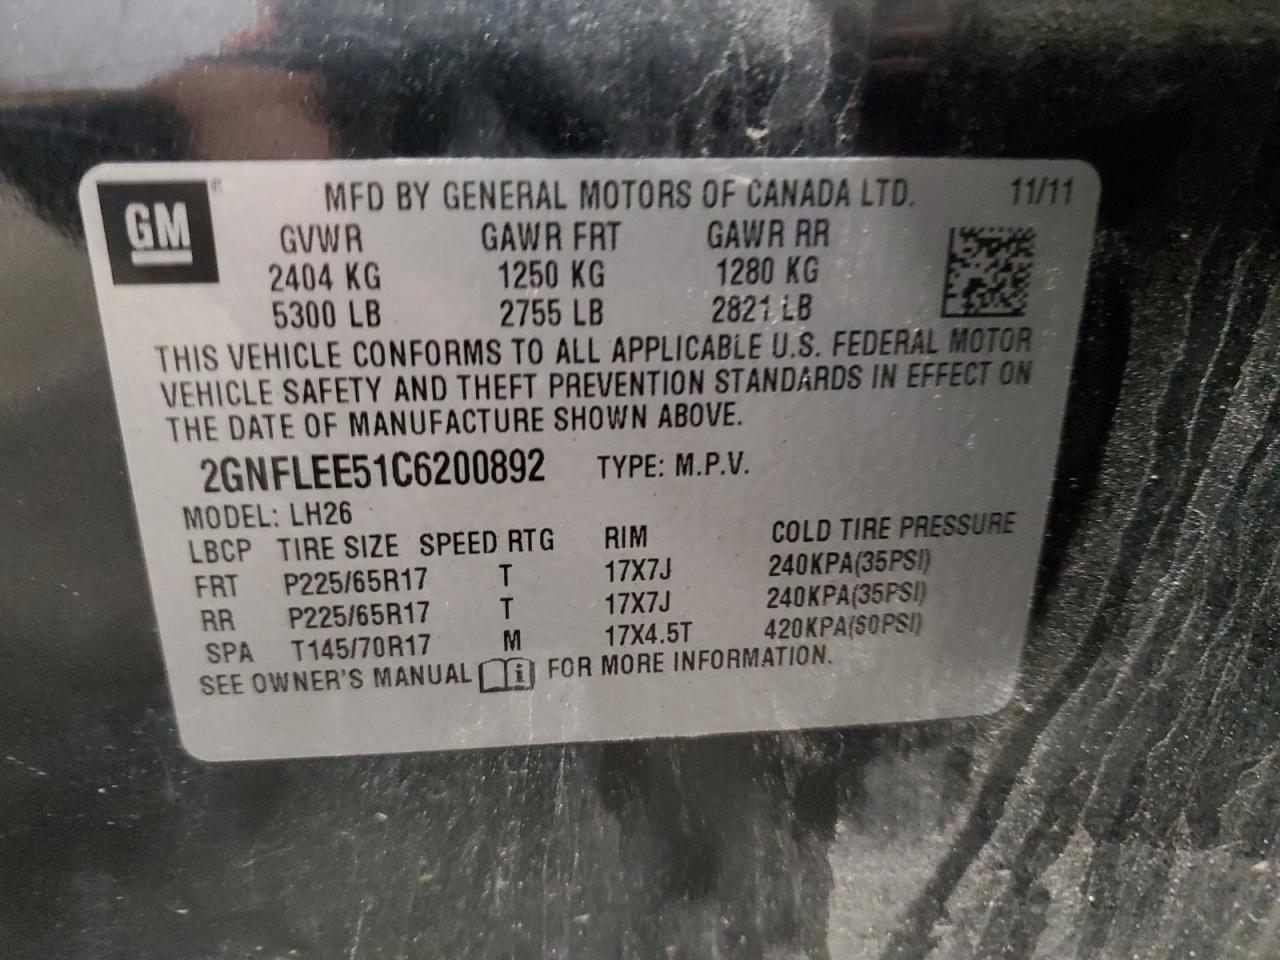 GM® MFD BY GENERAL MOTORS OF CANADA LTD. 11/11
GVWR GAWR FRT GAWR RR
2404 KG 1250 KG 1280 KG
5300 LB 2755 LB 2821 LB
THIS VEHICLE CONFORMS TO ALL APPLICABLE U.S. FEDERAL MOTOR
VEHICLE SAFETY AND THEFT PREVENTION STANDARDS IN EFFECT ON
THE DATE OF MANUFACTURE SHOWN ABOVE.
2GNFLEE51C6200892 TYPE: M.P.V.
MODEL: LH26
LBCP TIRE SIZE SPEED RTG RIM COLD TIRE PRESSURE
FRT P225/65R17 T 17X7J 240KPA(35PSI)
RR P225/65R17 T 17X7J 240KPA(35PSI)
SPA T145/70R17 M 17X4.5T 420KPA(60PSI)
SEE OWNER'S MANUAL i FOR MORE INFORMATION.